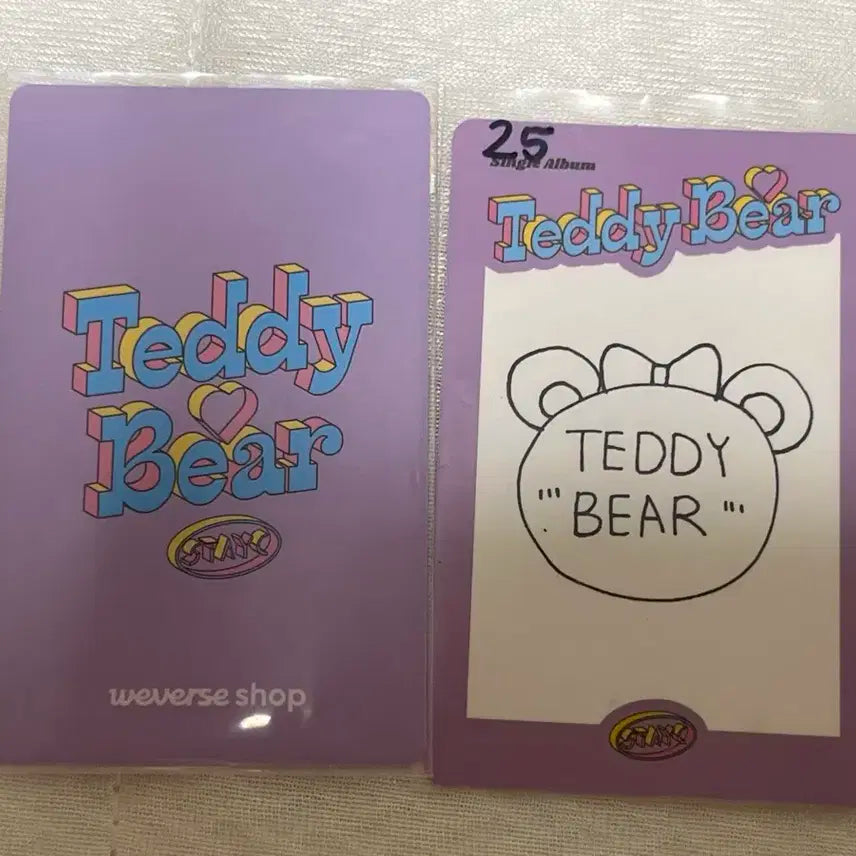 Teddy
Bear
STAYC
weverse shop
25
Single Album
Teddy Bear
TEDDY
"' BEAR "'
STAYC